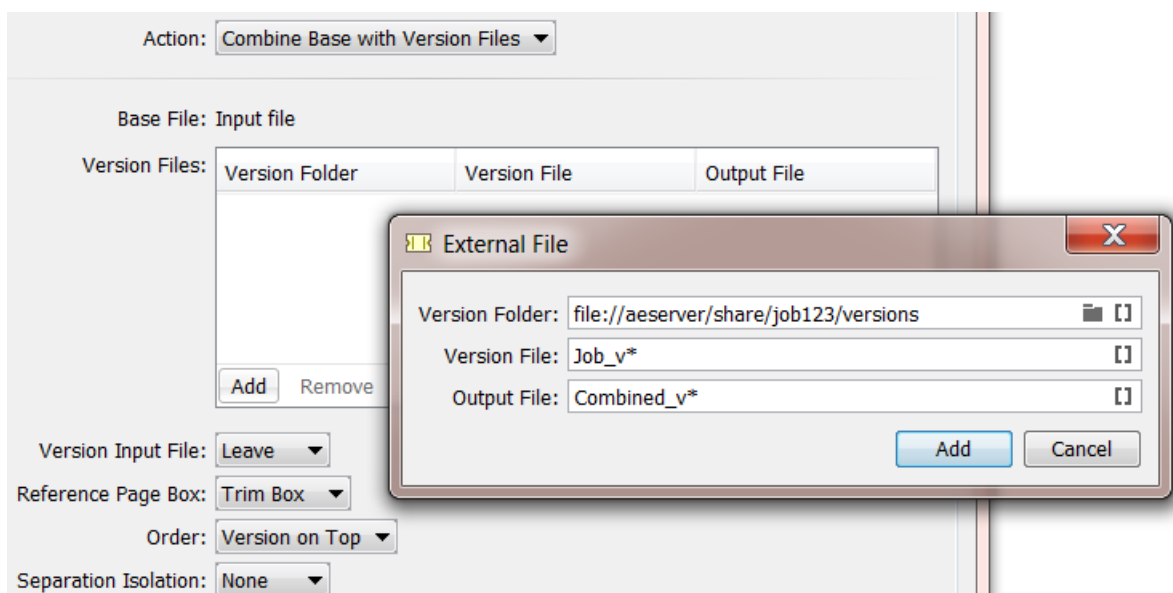 Action: Combine Base with Version Files
Base File: Input file
Version Files:
Version Folder Version File Output File
External File
Version Folder: file://aeserver/share/job123/versions
Version File: Job_v*
Output File: Combined_v*
Add Cancel
Add Remove
Version Input File: Leave
Reference Page Box: Trim Box
Order: Version on Top
Separation Isolation: None